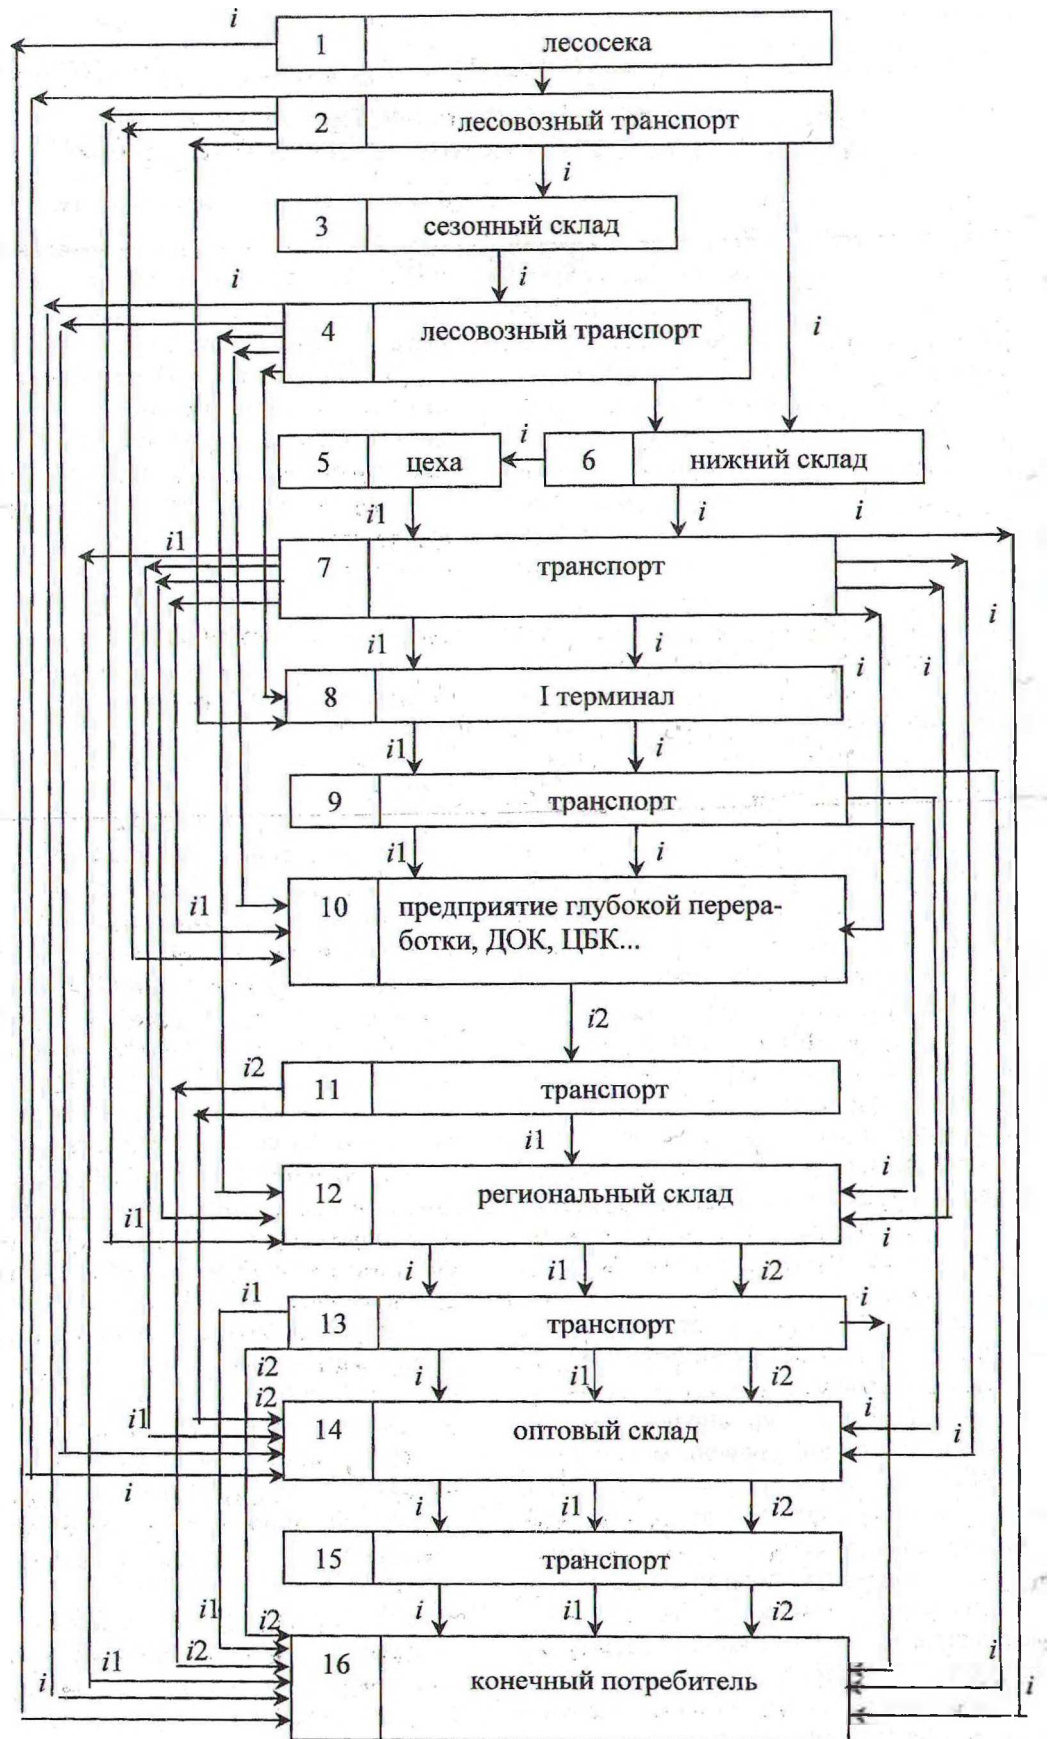 i
1 лесосека
2 лесовозный транспорт
i
3 сезонный склад
i
i
4 лесовозный транспорт
i
i
5 цеха
6 нижний склад
i1
i
i
i1
7 транспорт
i
i1
i
i
i
8 I терминал
i1
i
9 транспорт
i1
i
10 предприятие глубокой перера-
ботки, ДОК, ЦБК...
i1
i2
i2
11 транспорт
i1
i
12 региональный склад
i1
i
i
i1
i2
i1
i
13 транспорт
i2
i
i1
i2
i2
i1
i
14 оптовый склад
i
i
i
i1
i2
15 транспорт
i1
i
i1
i2
i2
i2
16 конечный потребитель
i1
i
i
i